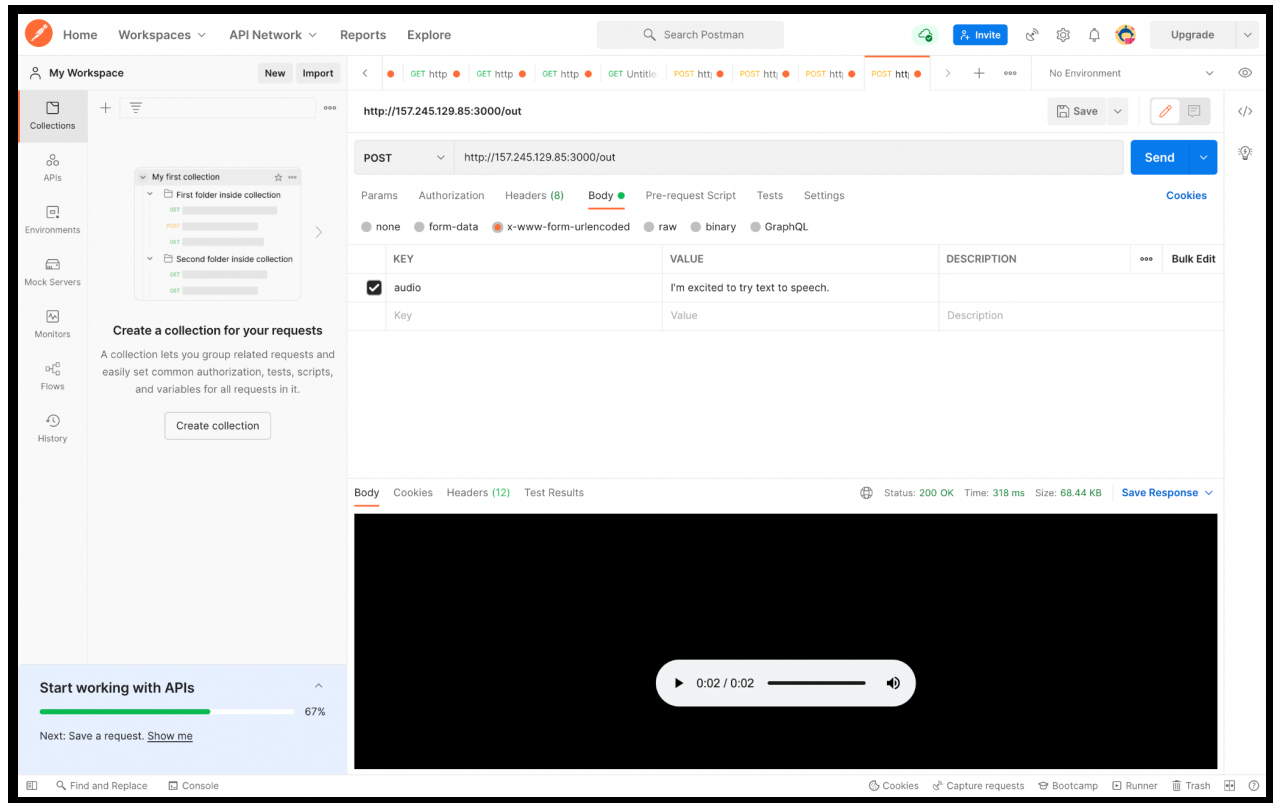 Home Workspaces API Network Reports Explore Search Postman Invite Upgrade
My Workspace New Import GET http GET http GET http GET Untitle POST htt POST htt POST htt POST htt No Environment
Collections
APIs
Environments
Mock Servers
Monitors
Flows
History
My first collection
First folder inside collection
GET
POST
GET
Second folder inside collection
GET
GET
Create a collection for your requests
A collection lets you group related requests and
easily set common authorization, tests, scripts,
and variables for all requests in it.
Create collection
Start working with APIs
67%
Next: Save a request. Show me
http://157.245.129.85:3000/out Save </>
POST http://157.245.129.85:3000/out Send
Params Authorization Headers (8) Body Pre-request Script Tests Settings Cookies
none form-data x-www-form-urlencoded raw binary GraphQL
KEY VALUE DESCRIPTION Bulk Edit
audio I'm excited to try text to speech.
Key Value Description
Body Cookies Headers (12) Test Results Status: 200 OK Time: 318 ms Size: 68.44 KB Save Response
0:02 / 0:02
Find and Replace Console Cookies Capture requests Bootcamp Runner Trash